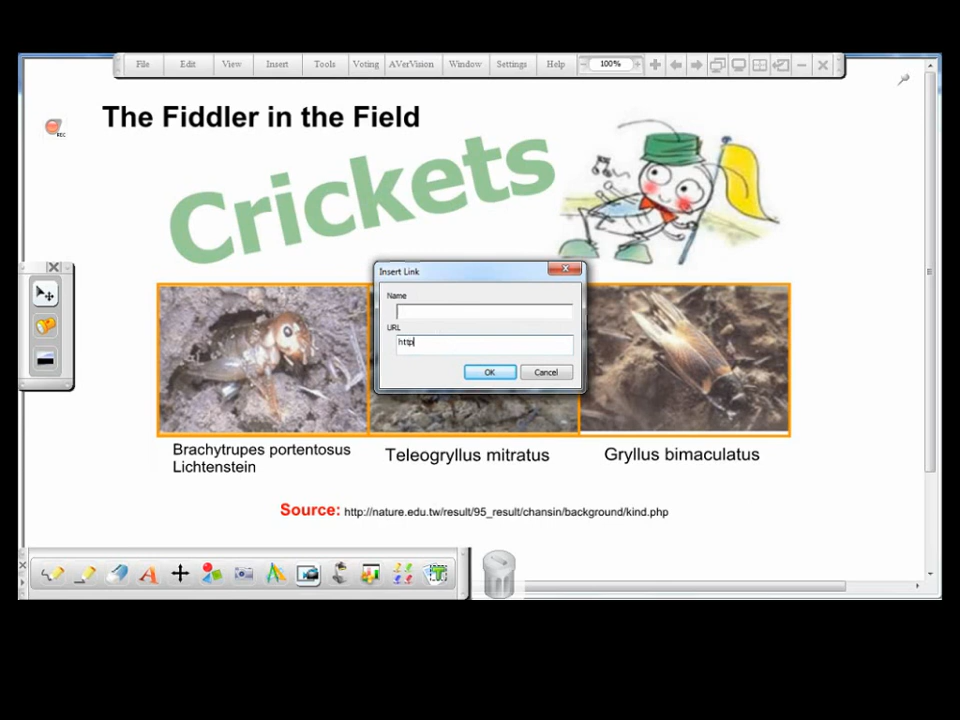 File Edit View Insert Tools Voting AVerVision Window Settings Help 100%
The Fiddler in the Field
REC
Crickets
Insert Link
Name
URL
http
OK Cancel
Brachytrupes portentosus
Lichtenstein
Teleogryllus mitratus
Gryllus bimaculatus
Source: http://nature.edu.tw/result/95_result/chansin/background/kind.php